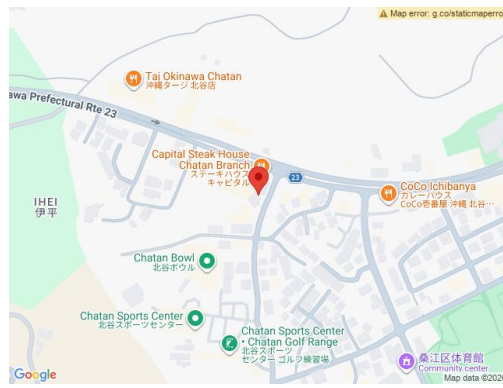 Map error: g.co/staticmaperro
Tai Okinawa Chatan
沖縄タージ 北谷店
awa Prefectural Rte 23
Capital Steak House
Chatan Branch
ステーキハウス
キャピタル
23
CoCo Ichibanya
カレーハウス
CoCo壱番屋 沖縄 北谷…
IHEI
伊平
Chatan Bowl
北谷ボウル
Chatan Sports Center
北谷スポーツセンター
Chatan Sports Center
• Chatan Golf Range
北谷スポーツ
センター ゴルフ練習場
桑江区体育館
Community center
Google
Map data ©202